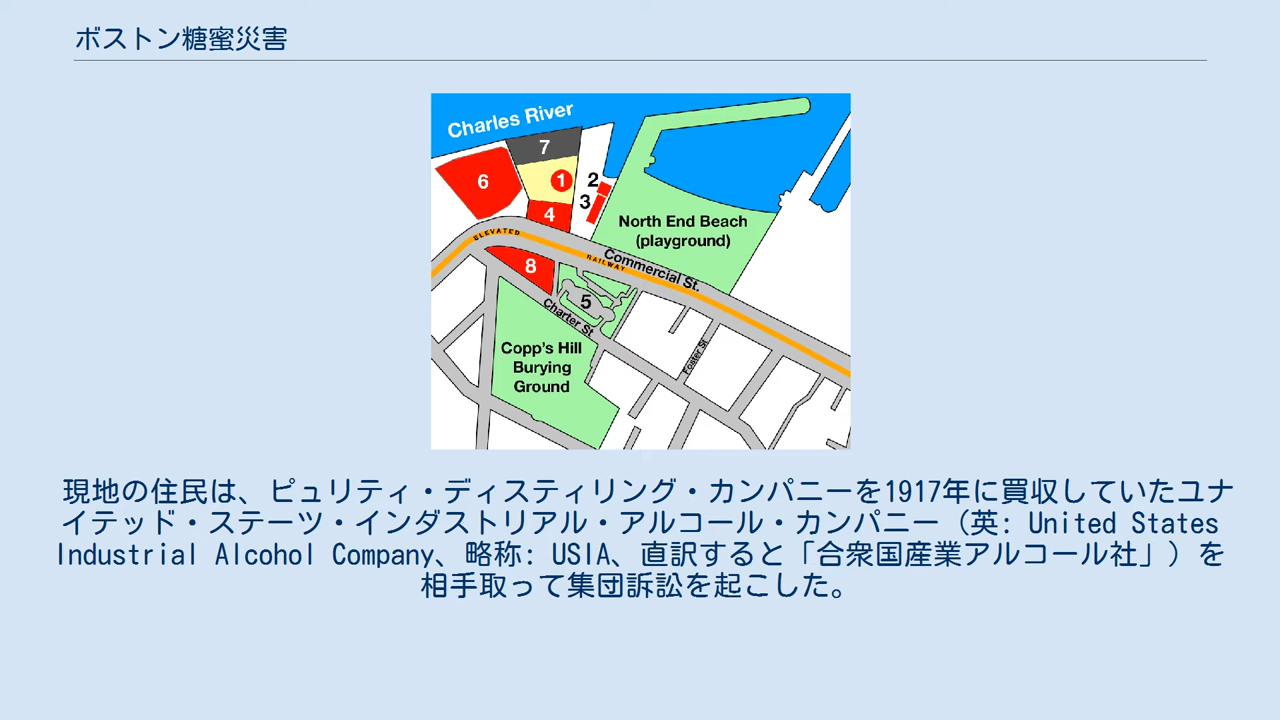 ボストン糖蜜災害
Charles River
7
6
1
2
3
4
North End Beach
(playground)
ELEVATED
RAILWAY
Commercial St.
8
5
Charter St
Foster St
Copp's Hill
Burying
Ground
現地の住民は、ピュリティ・ディスティリング・カンパニーを1917年に買収していたユナ
イテッド・ステーツ・インダストリアル・アルコール・カンパニー（英: United States
Industrial Alcohol Company、略称: USIA、直訳すると「合衆国産業アルコール社」）を
相手取って集団訴訟を起こした。